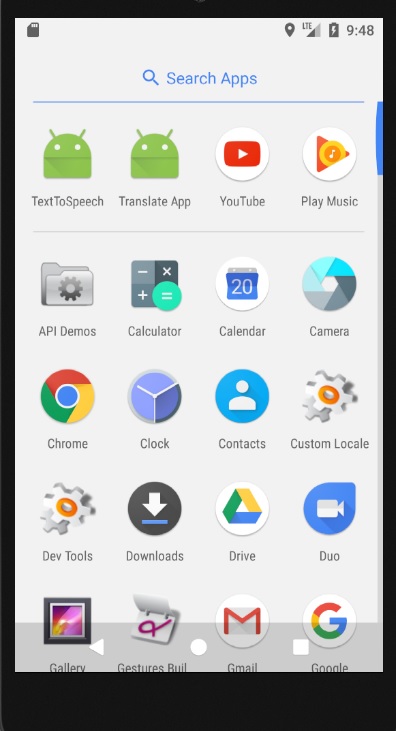 LTE 9:48
Search Apps
TextToSpeech Translate App YouTube Play Music
20
API Demos Calculator Calendar Camera
Chrome Clock Contacts Custom Locale
Dev Tools Downloads Drive Duo
Gallery Gestures Buil Gmail Google